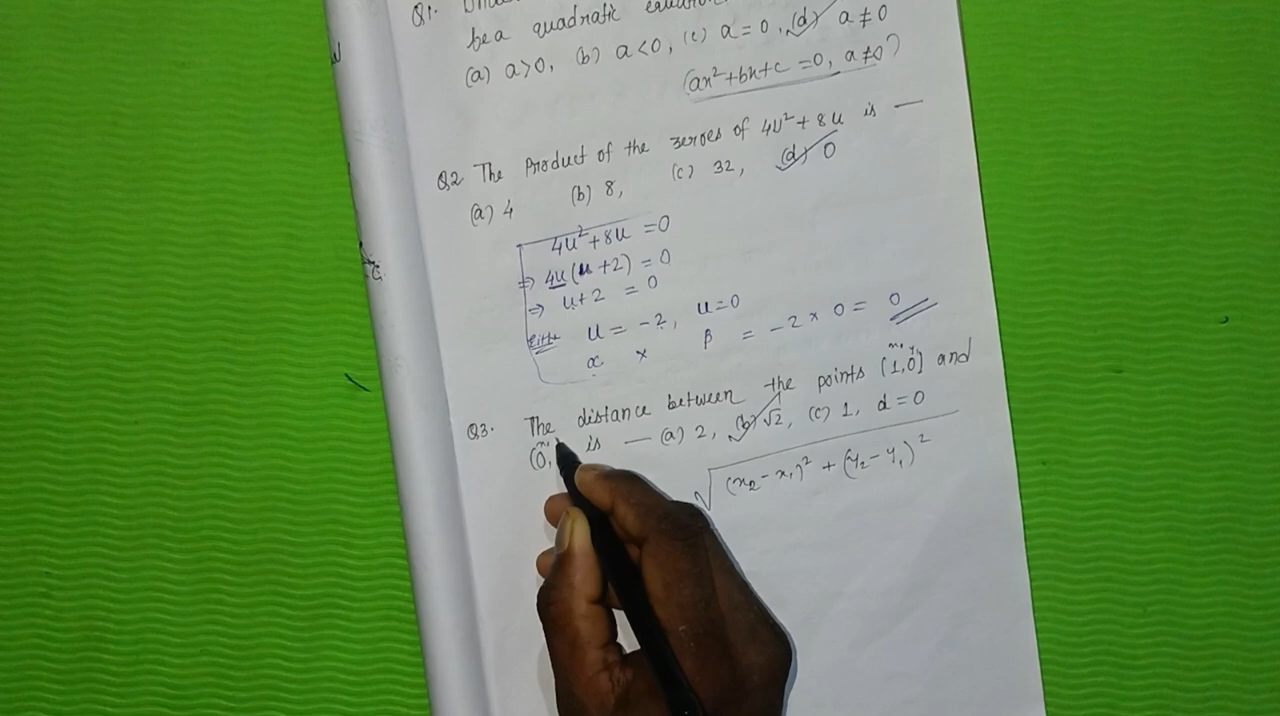 Q1.
be a quadratic
(a) a>0, (b) a<0, (c) a=0, (d) a≠0
(ax²+bx+c =0, a≠0)
Q2 The product of the zeroes of 4u²+8u is —
(a) 4 (b) 8, (c) 32, (d) 0
4u²+8u =0
⇒ 4u(u+2) =0
⇒ u+2 =0
u = -2, u=0
α × β = -2 × 0 = 0
Q3. The distance between the points (1,0) and
(0, is — (a) 2, (b) √2, (c) 1, d=0
√(x₂-x₁)² + (y₂-y₁)²